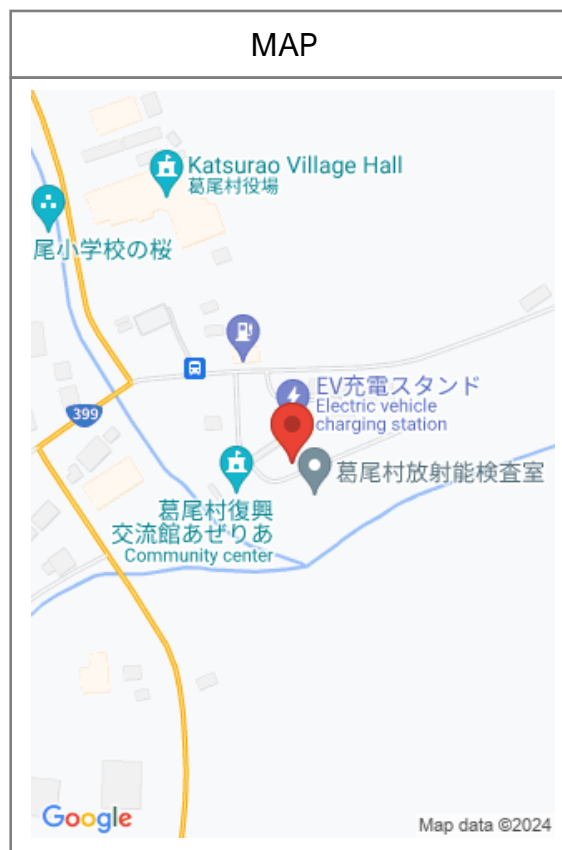 MAP
Katsurao Village Hall
葛尾村役場
尾小学校の桜
EV充電スタンド
Electric vehicle
charging station
399
葛尾村放射能検査室
葛尾村復興
交流館あぜりあ
Community center
Google
Map data ©2024